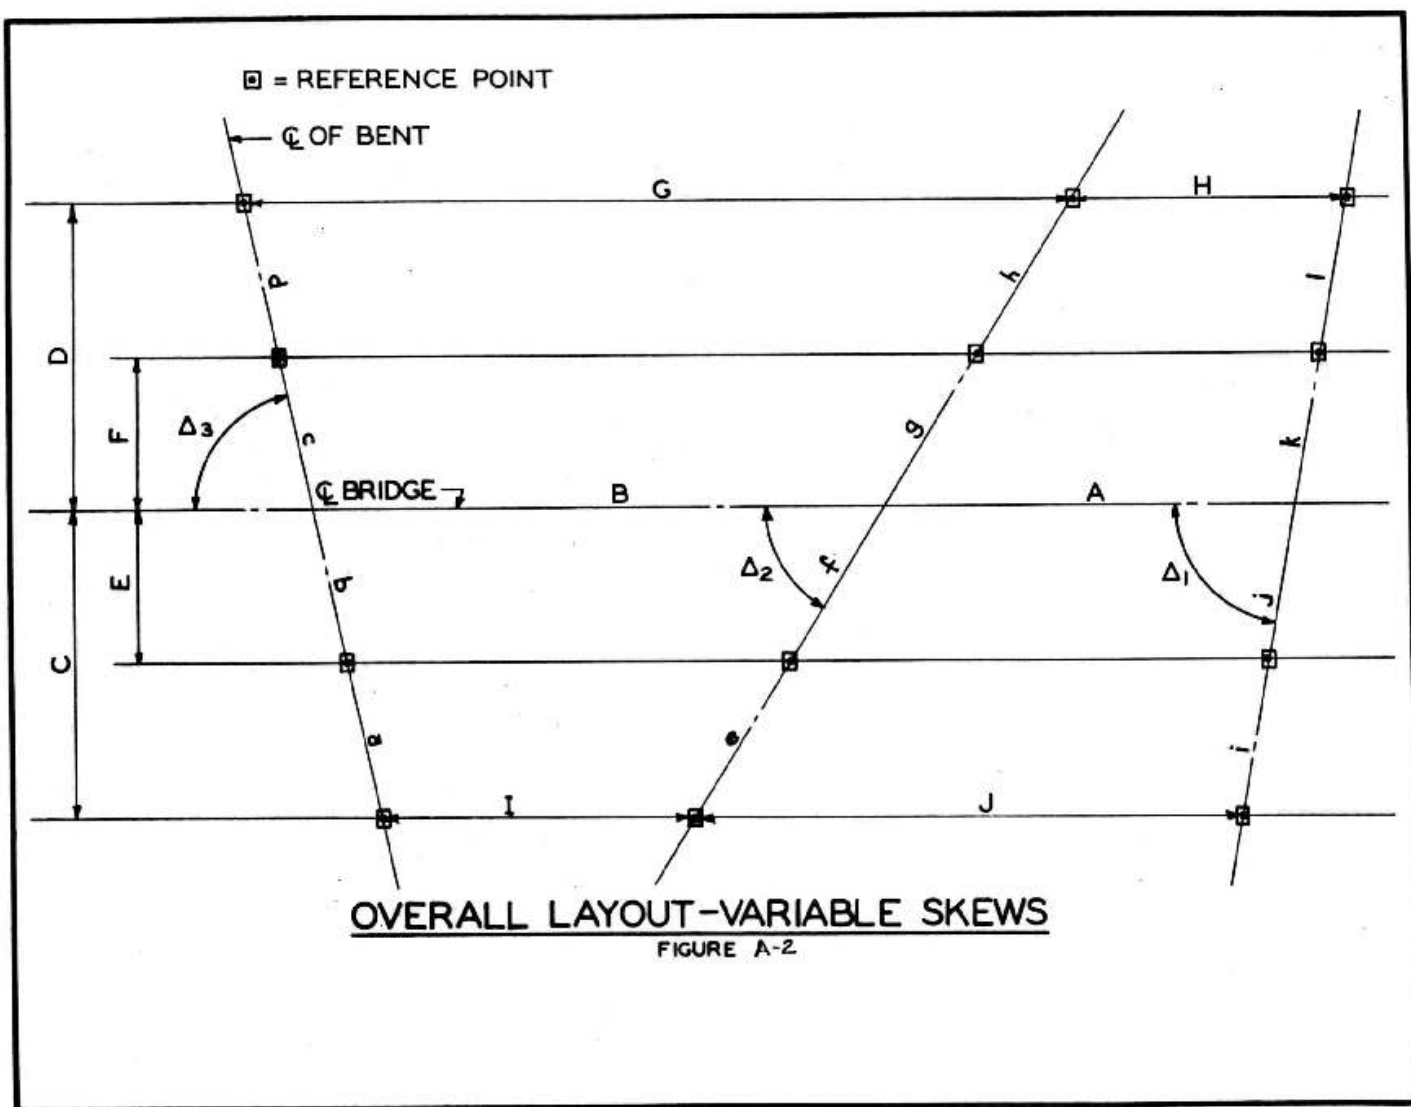 ⊡ = REFERENCE POINT
℄ OF BENT
G
H
d
h
l
D
F
Δ3
c
g
k
℄ BRIDGE
B
A
E
b
Δ2
f
Δ1
j
C
a
e
i
I
J
OVERALL LAYOUT-VARIABLE SKEWS
FIGURE A-2